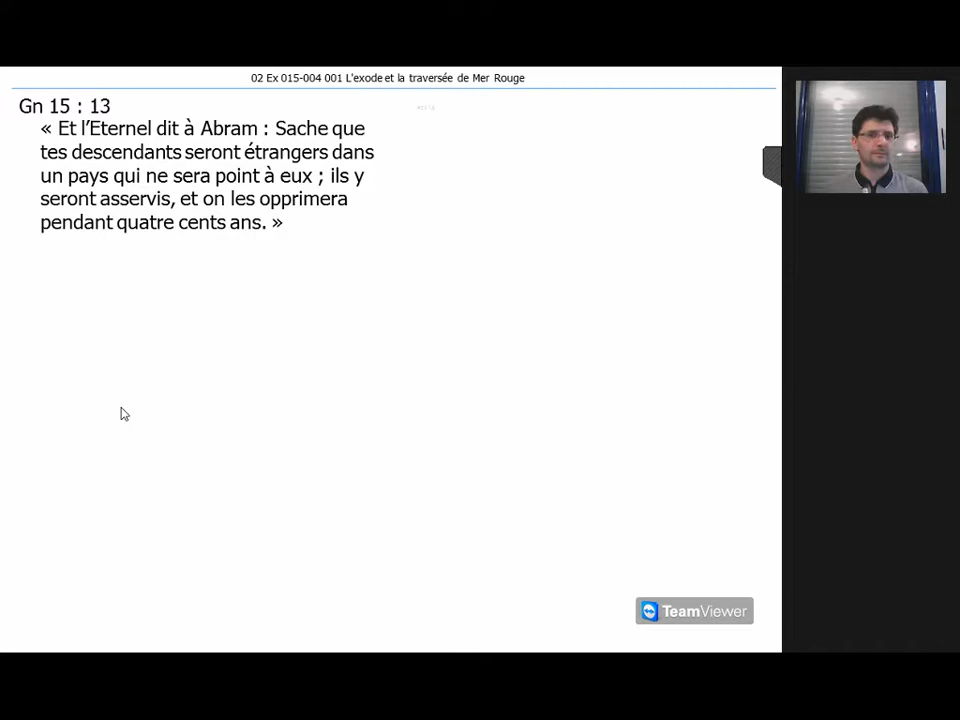 02 Ex 015-004 001 L'exode et la traversée de Mer Rouge
Gn 15 : 13
« Et l'Eternel dit à Abram : Sache que
tes descendants seront étrangers dans
un pays qui ne sera point à eux ; ils y
seront asservis, et on les opprimera
pendant quatre cents ans. »
TeamViewer